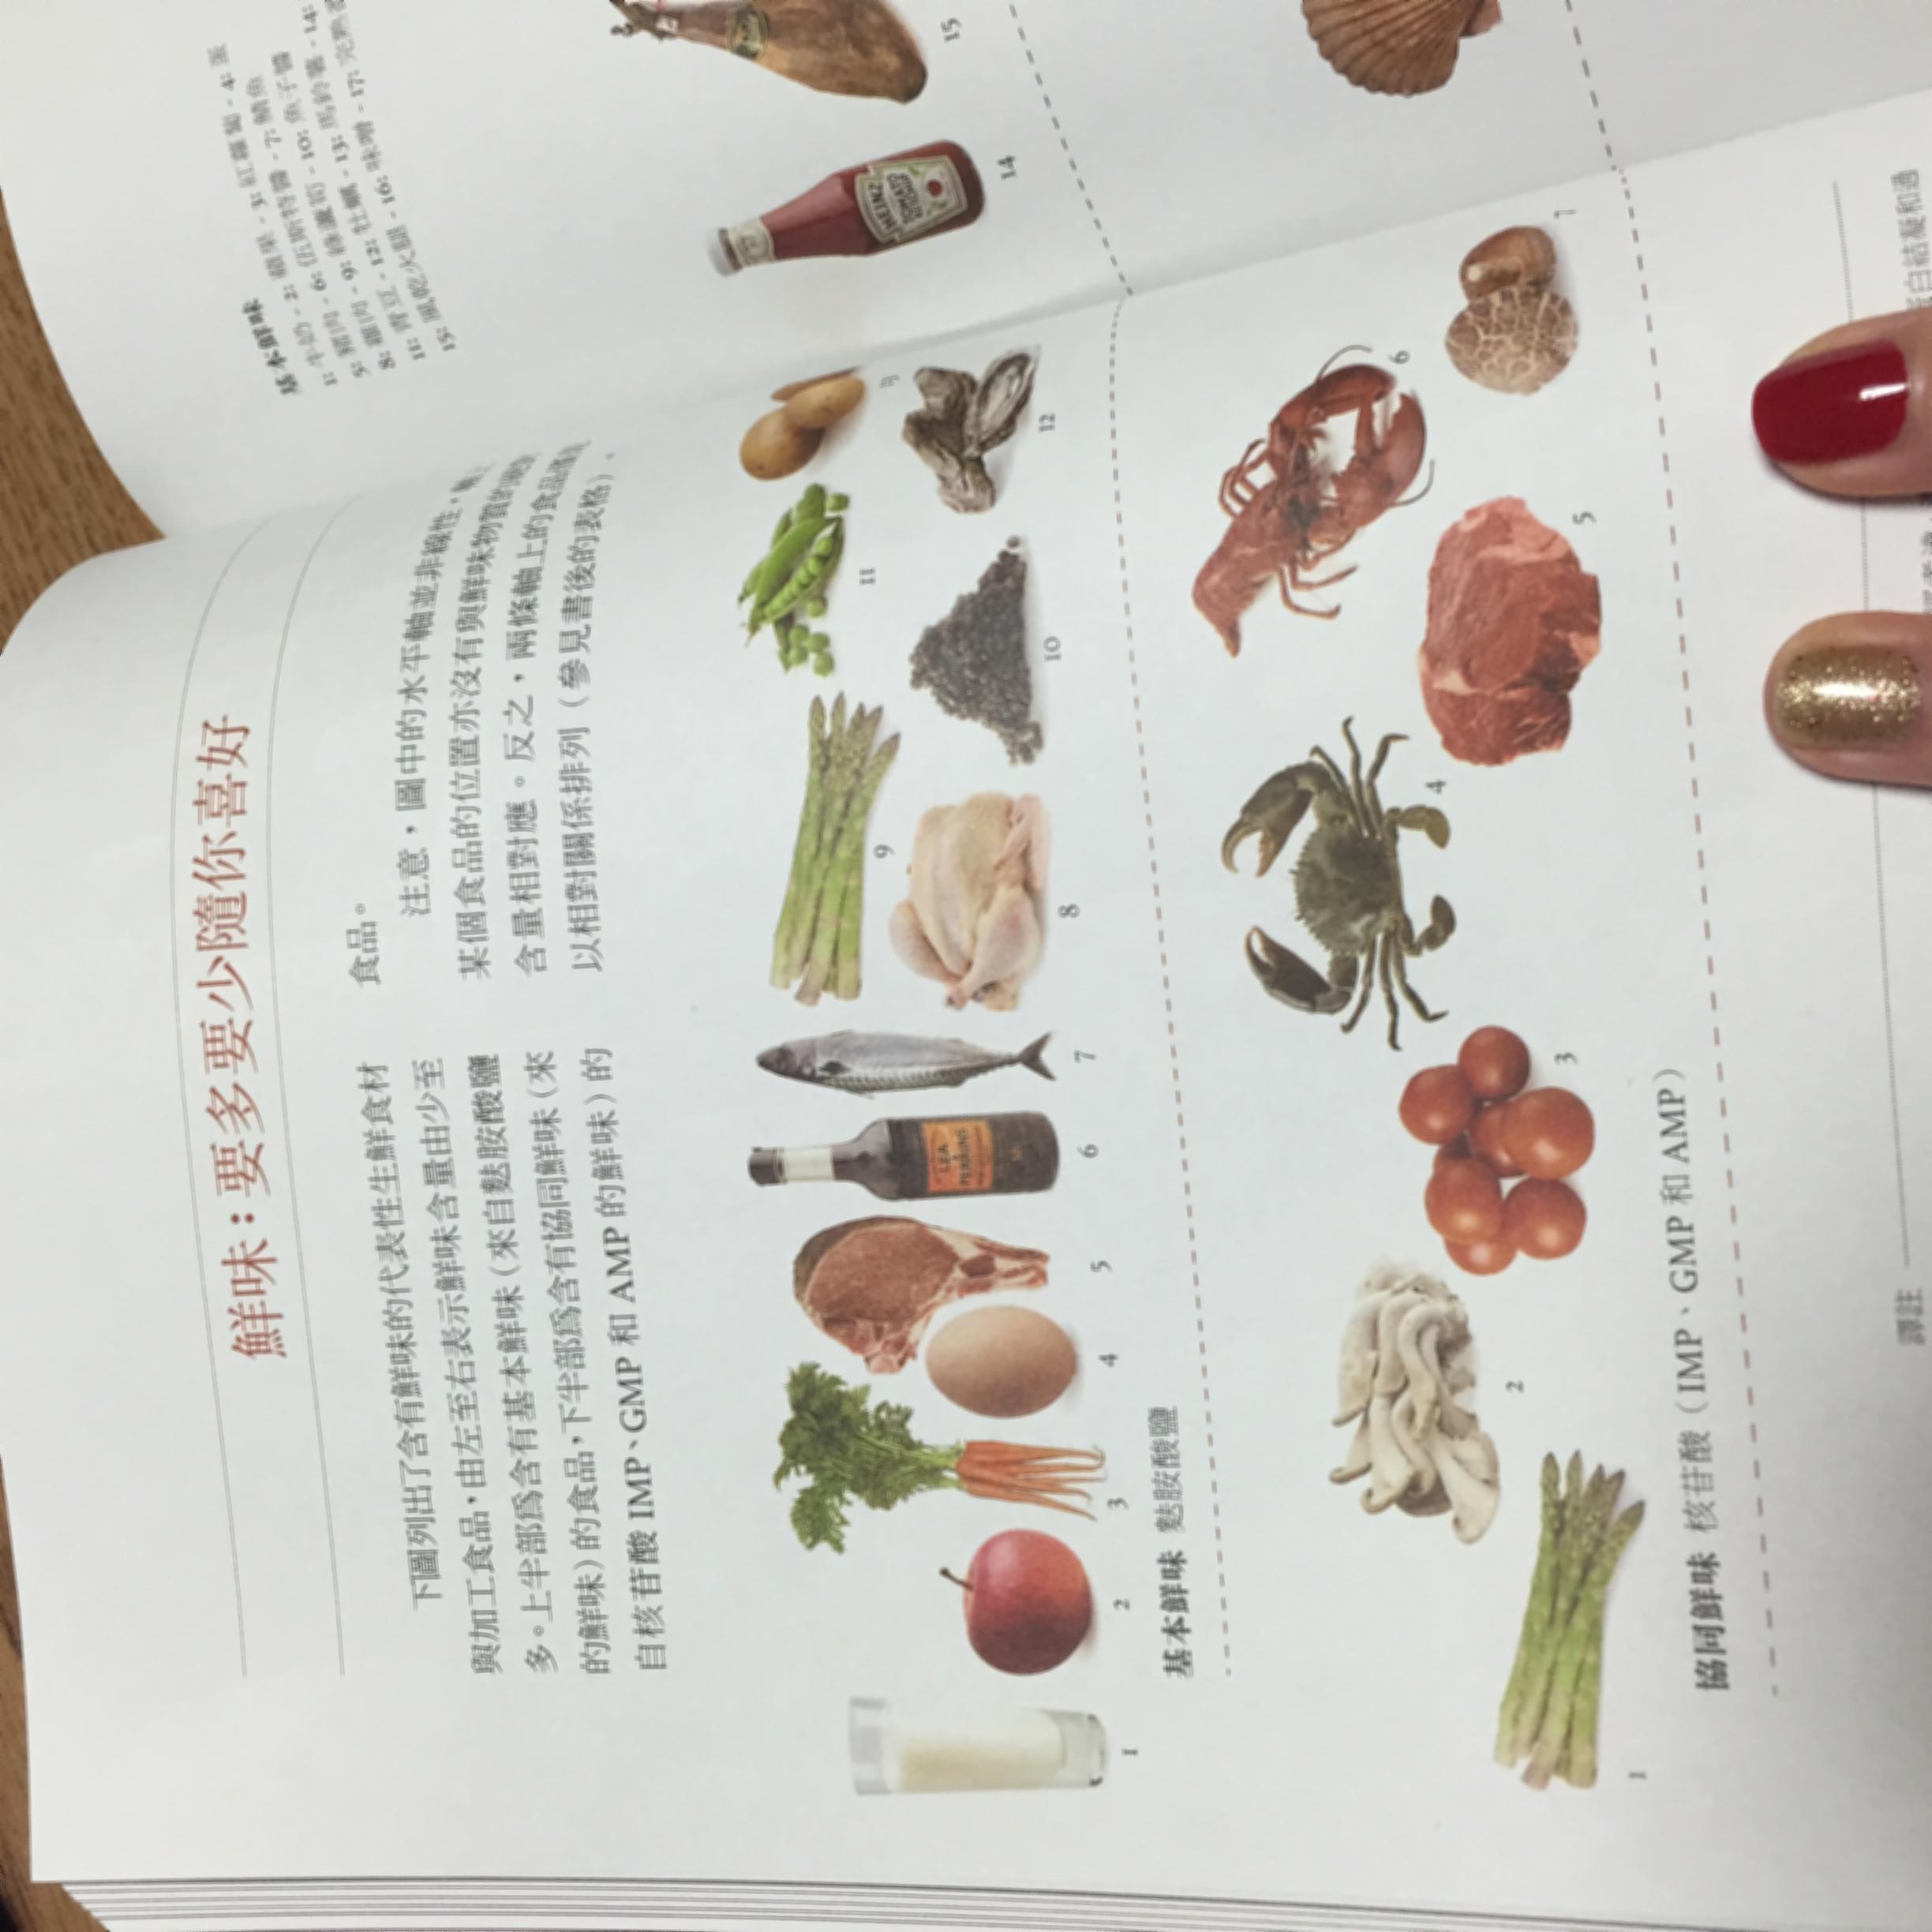 鮮味：要多要少隨你喜好
下圖列出了含有鮮味的代表性生鮮食材
與加工食品，由左至右表示鮮味含量由少至
多。上半部為含有基本鮮味（來自麩胺酸鹽
的鮮味）的食品，下半部為含有協同鮮味（來
自核苷酸 IMP、GMP 和 AMP 的鮮味）的
食品。
注意，圖中的水平軸並非線性，
某個食品的位置亦沒有與鮮味物質的
含量相對應。反之，兩條軸上的食品
以相對關係排列（參見書後的表格）、
基本鮮味
1: 牛奶 - 2: 蘋果 - 3: 紅蘿蔔 - 4: 蛋
5: 豬肉 - 6: 伍斯特醬 - 7: 鯖魚
8: 雞肉 - 9: 綠蘆筍 - 10: 魚子醬
11: 青豆 - 12: 牡蠣 - 13: 馬鈴薯 - 14:
15: 風乾火腿 - 16: 味噌 - 17:
1
2
3
4
5
6
LEA & PERRINS
7
8
9
10
11
12
13
14
HEINZ
TOMATO
KETCHUP
15
基本鮮味 麩胺酸鹽
1
2
3
4
5
6
7
協同鮮味 核苷酸（IMP、GMP 和 AMP）
譯註
白結凝和過